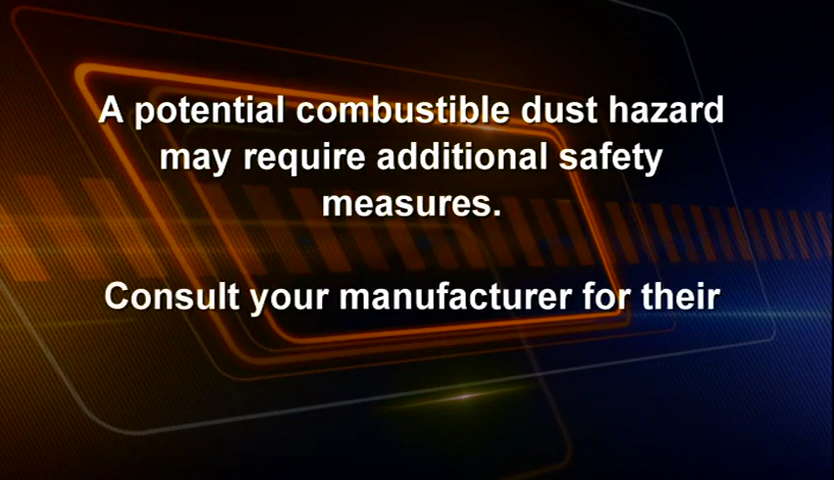 A potential combustible dust hazard
may require additional safety
measures.
Consult your manufacturer for their